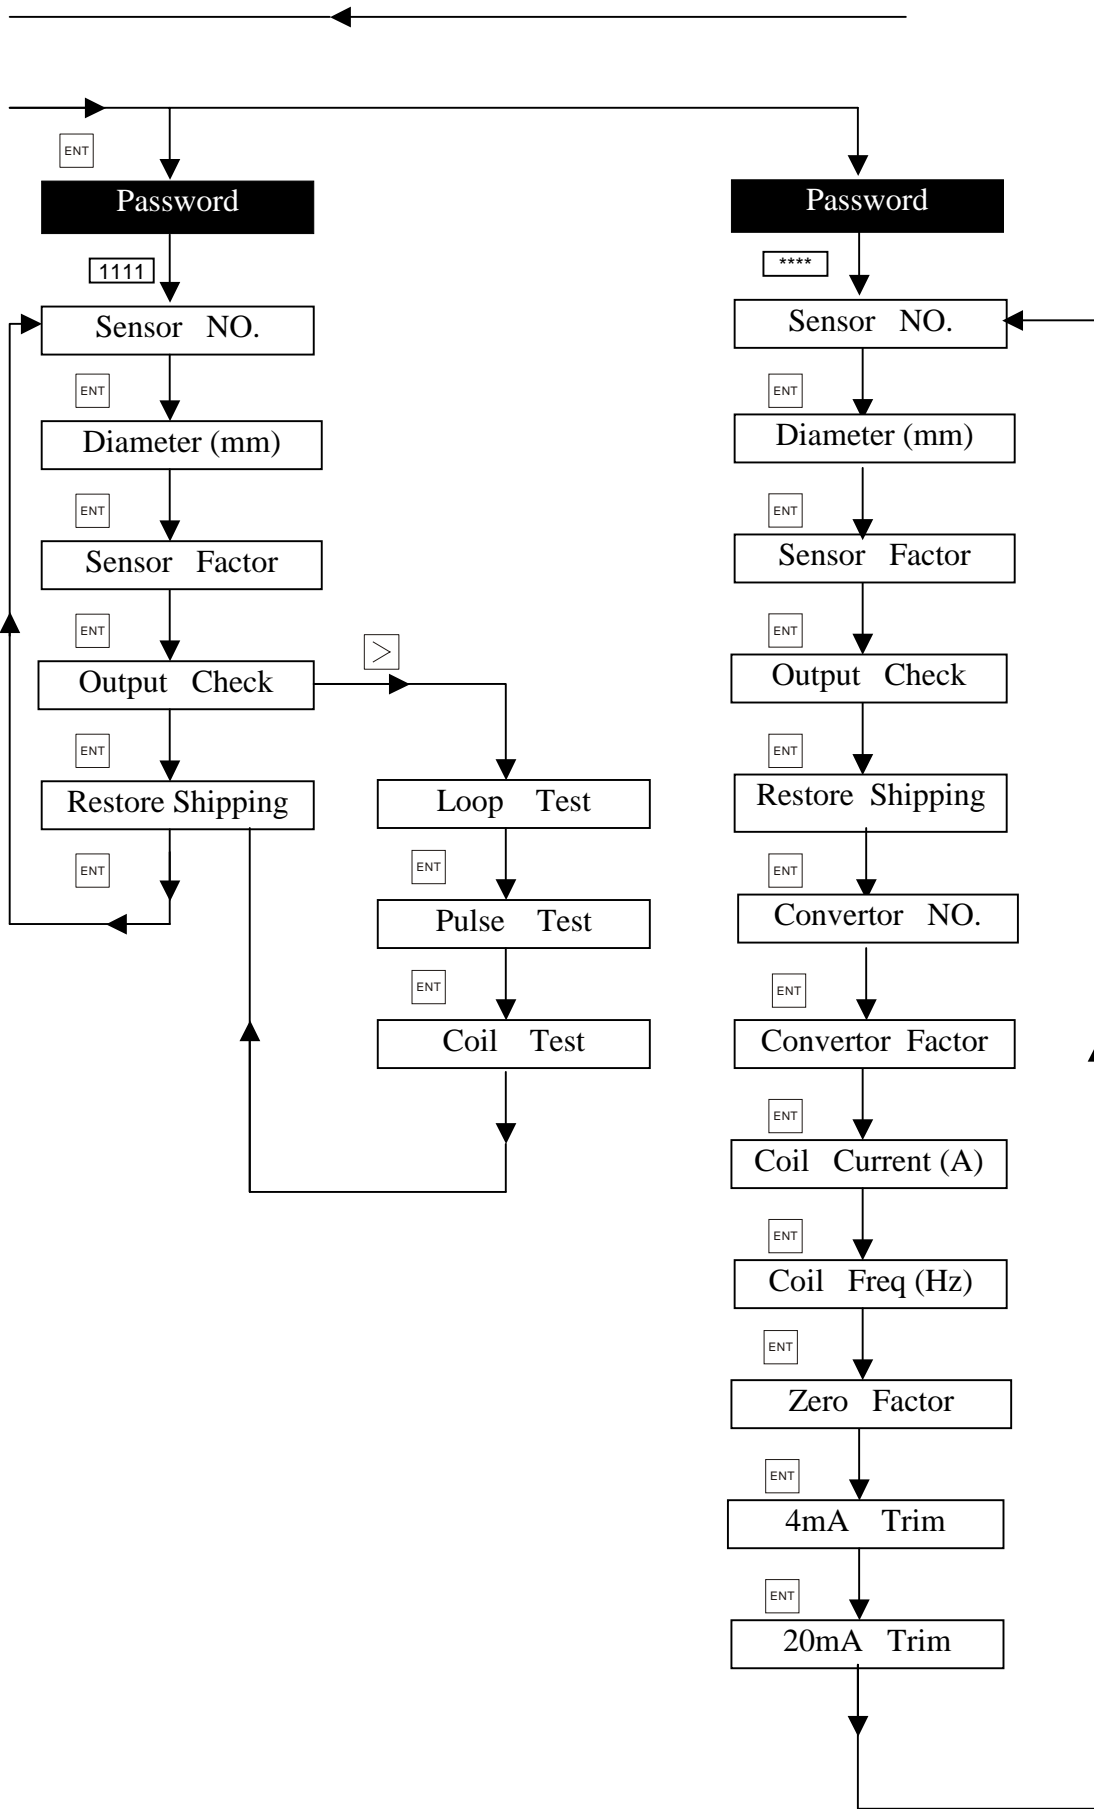 ENT
Password
1111
Sensor NO.
ENT
Diameter (mm)
ENT
Sensor Factor
ENT
Output Check
>
ENT
Restore Shipping
ENT
Loop Test
ENT
Pulse Test
ENT
Coil Test
Password
****
Sensor NO.
ENT
Diameter (mm)
ENT
Sensor Factor
ENT
Output Check
ENT
Restore Shipping
ENT
Convertor NO.
ENT
Convertor Factor
ENT
Coil Current (A)
ENT
Coil Freq (Hz)
ENT
Zero Factor
ENT
4mA Trim
ENT
20mA Trim